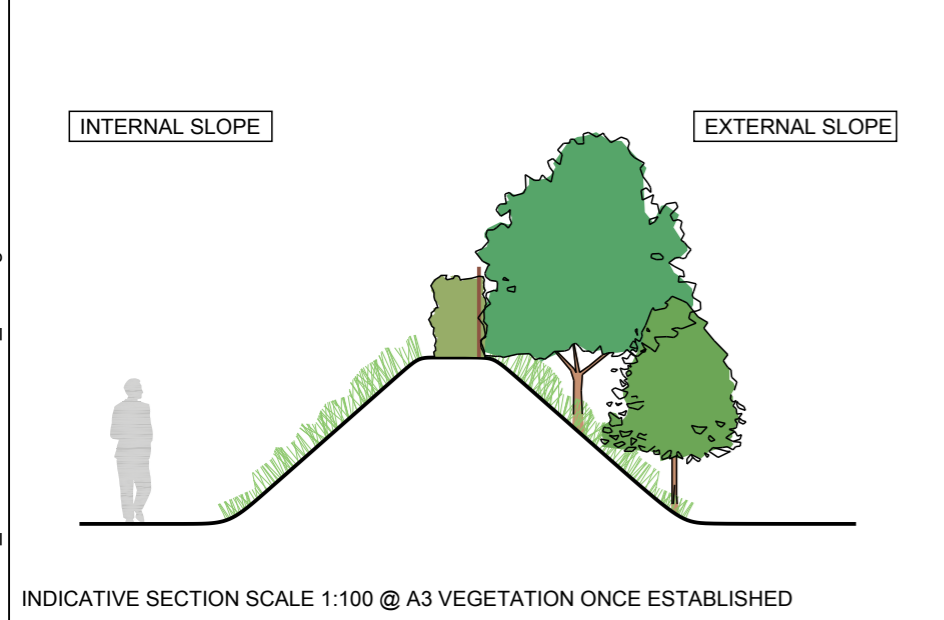 INTERNAL SLOPE
EXTERNAL SLOPE
INDICATIVE SECTION SCALE 1:100 @ A3 VEGETATION ONCE ESTABLISHED